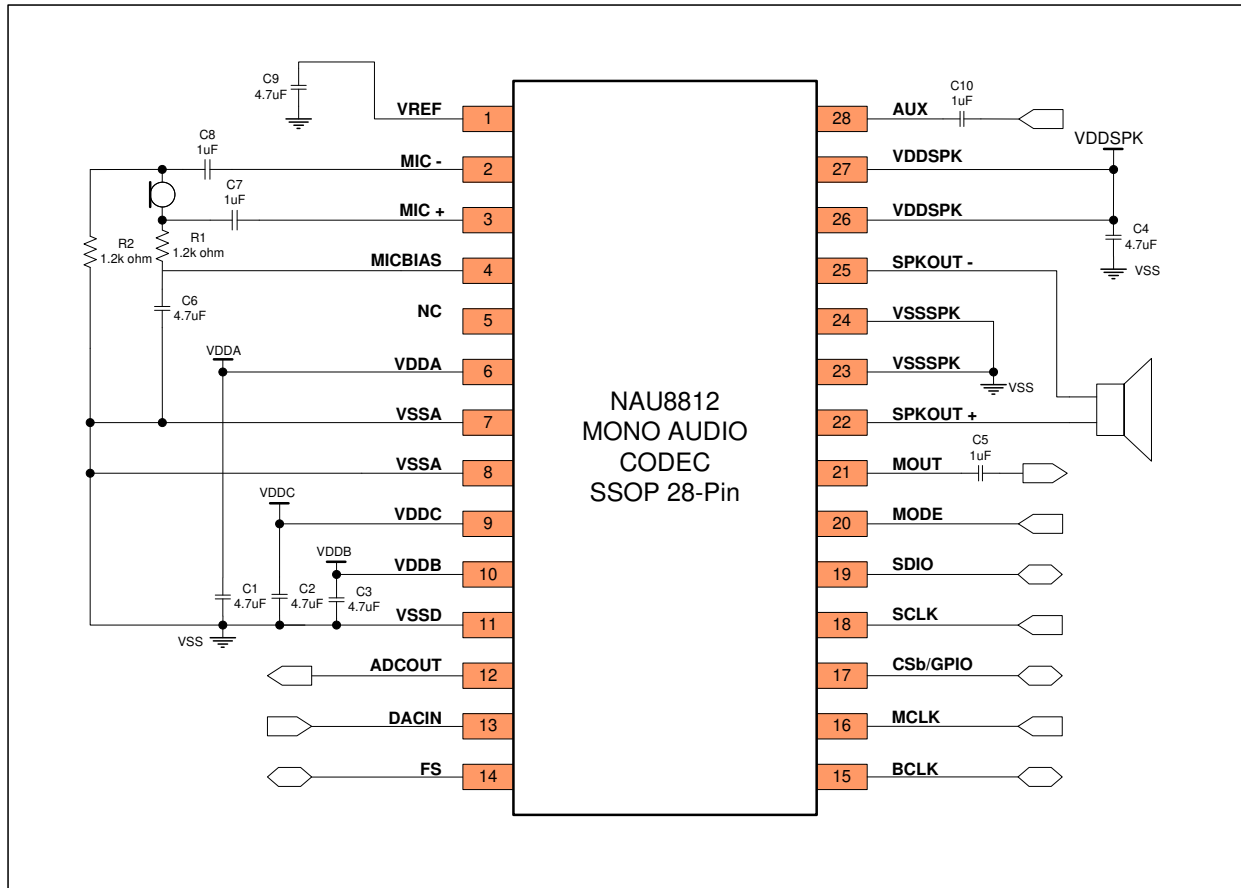 C9
4.7uF
VREF
1
C8
1uF
MIC -
2
C7
1uF
MIC +
3
R2
1.2k ohm
R1
1.2k ohm
MICBIAS
4
C6
4.7uF
NC
5
VDDA
VDDA
6
VSSA
7
VSSA
8
VDDC
VDDC
9
VDDB
VDDB
10
C1
4.7uF
C2
4.7uF
C3
4.7uF
VSSD
11
VSS
ADCOUT
12
DACIN
13
FS
14
NAU8812
MONO AUDIO
CODEC
SSOP 28-Pin
28
AUX
C10
1uF
27
VDDSPK
VDDSPK
26
VDDSPK
C4
4.7uF
VSS
25
SPKOUT -
24
VSSSPK
23
VSSSPK
VSS
22
SPKOUT +
21
MOUT
C5
1uF
20
MODE
19
SDIO
18
SCLK
17
CSb/GPIO
16
MCLK
15
BCLK